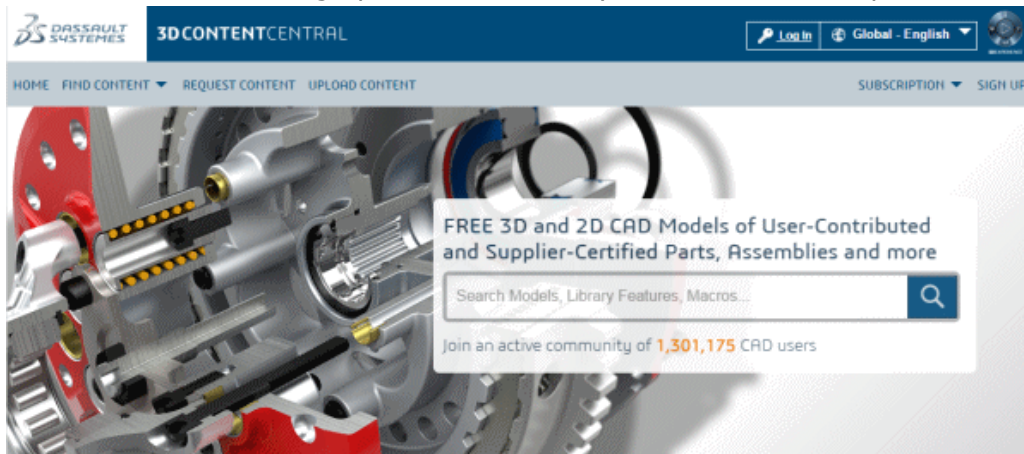 DASSAULT SYSTEMES
3DCONTENTCENTRAL
Log In
Global - English
HOME FIND CONTENT REQUEST CONTENT UPLOAD CONTENT
SUBSCRIPTION SIGN UP
FREE 3D and 2D CAD Models of User-Contributed
and Supplier-Certified Parts, Assemblies and more
Search Models, Library Features, Macros...
Join an active community of 1,301,175 CAD users